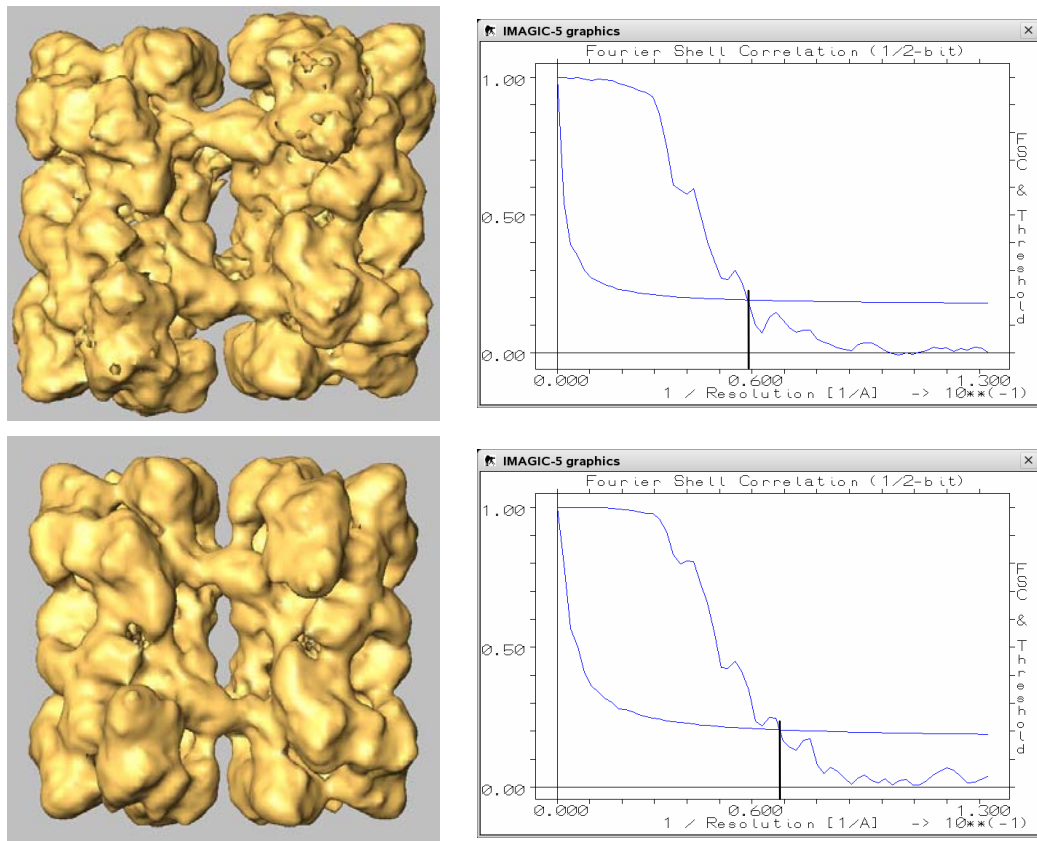 IMAGIC-5 graphics
Fourier Shell Correlation (1/2-bit)
1.00
0.50
0.00
FSC & Threshold
0.000
0.600
1.300
1 / Resolution [1/A] -> 10**(-1)
IMAGIC-5 graphics
Fourier Shell Correlation (1/2-bit)
1.00
0.50
0.00
FSC & Threshold
0.000
0.600
1.300
1 / Resolution [1/A] -> 10**(-1)